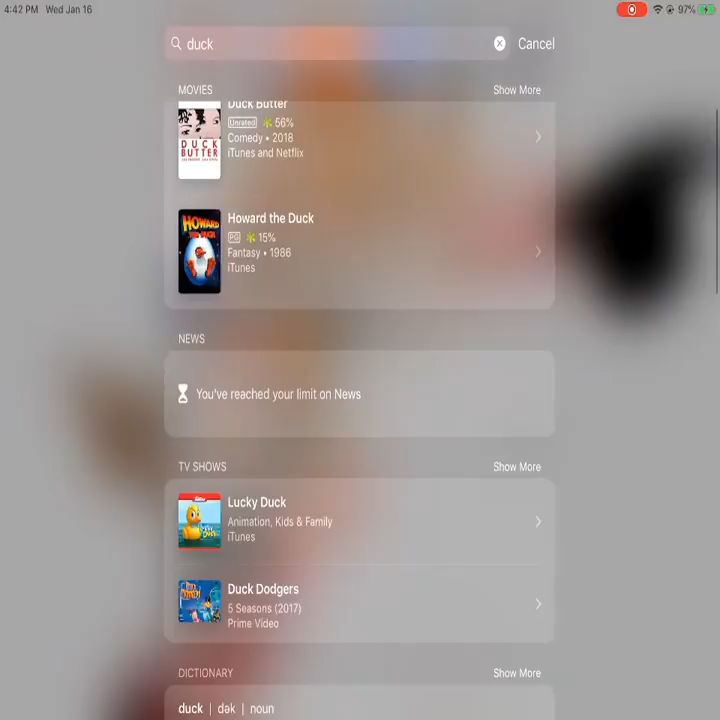 4:42 PM Wed Jan 16
97%
duck
Cancel
MOVIES
Show More
Duck Butter
Unrated 56%
Comedy • 2018
iTunes and Netflix
DUCK
BUTTER
Howard the Duck
PG 15%
Fantasy • 1986
iTunes
HOWARD
THE DUCK
NEWS
You've reached your limit on News
TV SHOWS
Show More
Lucky Duck
Animation, Kids & Family
iTunes
Duck Dodgers
5 Seasons (2017)
Prime Video
DICTIONARY
Show More
duck | dək | noun